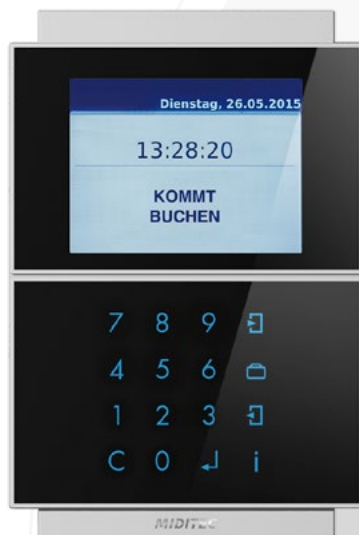 Dienstag, 26.05.2015
13:28:20
KOMMT
BUCHEN
7 8 9
4 5 6
1 2 3
C 0 ↵ i
MIDITEC